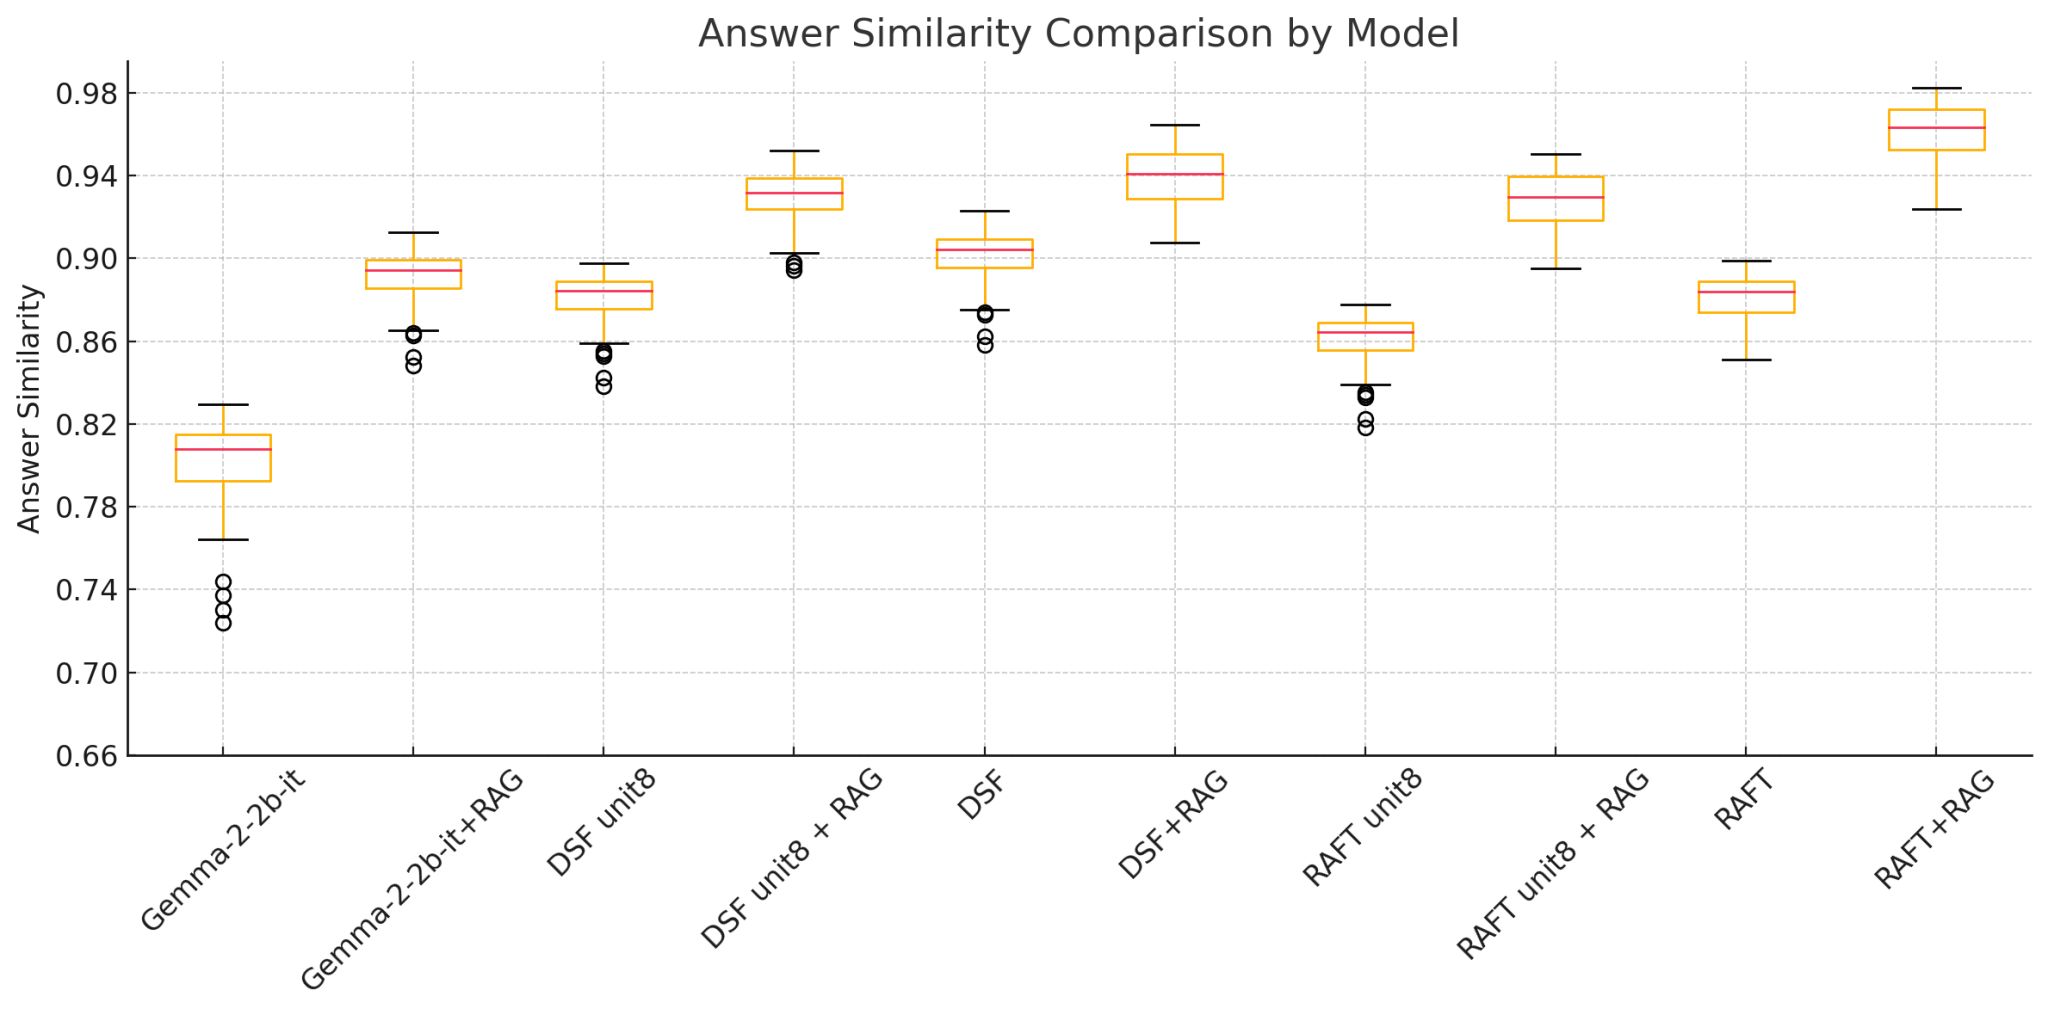 Answer Similarity Comparison by Model
Answer Similarity
0.98
0.94
0.90
0.86
0.82
0.78
0.74
0.70
0.66
Gemma-2-2b-it
Gemma-2-2b-it+RAG
DSF unit8
DSF unit8 + RAG
DSF
DSF+RAG
RAFT unit8
RAFT unit8 + RAG
RAFT
RAFT+RAG